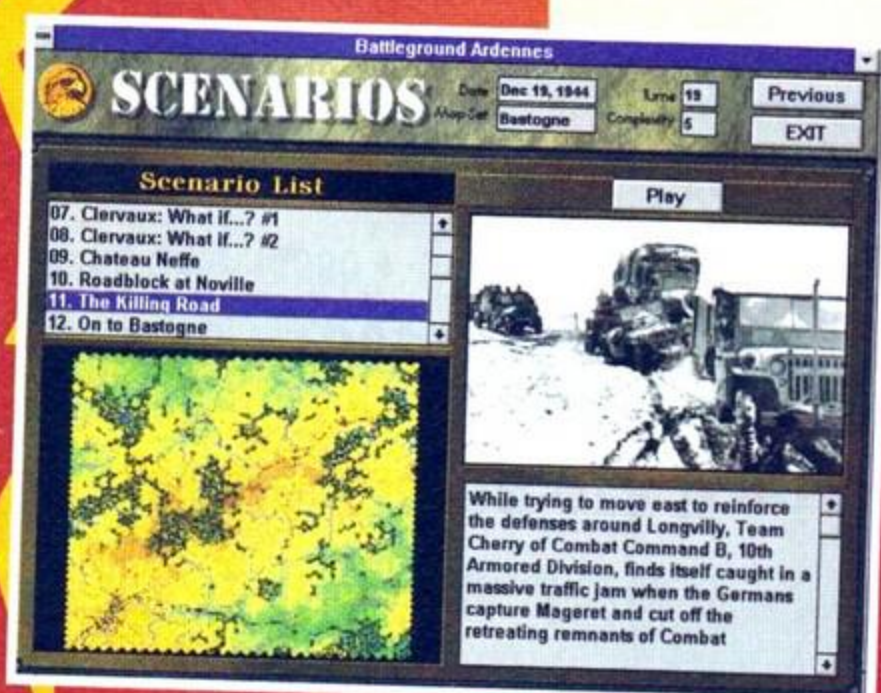 Battleground Ardennes
SCENARIOS
Date Dec 19, 1944
Turns 19
Previous
Map Set Bastogne
Complexity 5
EXIT
Scenario List
Play
07. Clervaux: What if...? #1
08. Clervaux: What if...? #2
09. Chateau Neffe
10. Roadblock at Noville
11. The Killing Road
12. On to Bastogne
While trying to move east to reinforce
the defenses around Longvilly, Team
Cherry of Combat Command B, 10th
Armored Division, finds itself caught in a
massive traffic jam when the Germans
capture Mageret and cut off the
retreating remnants of Combat